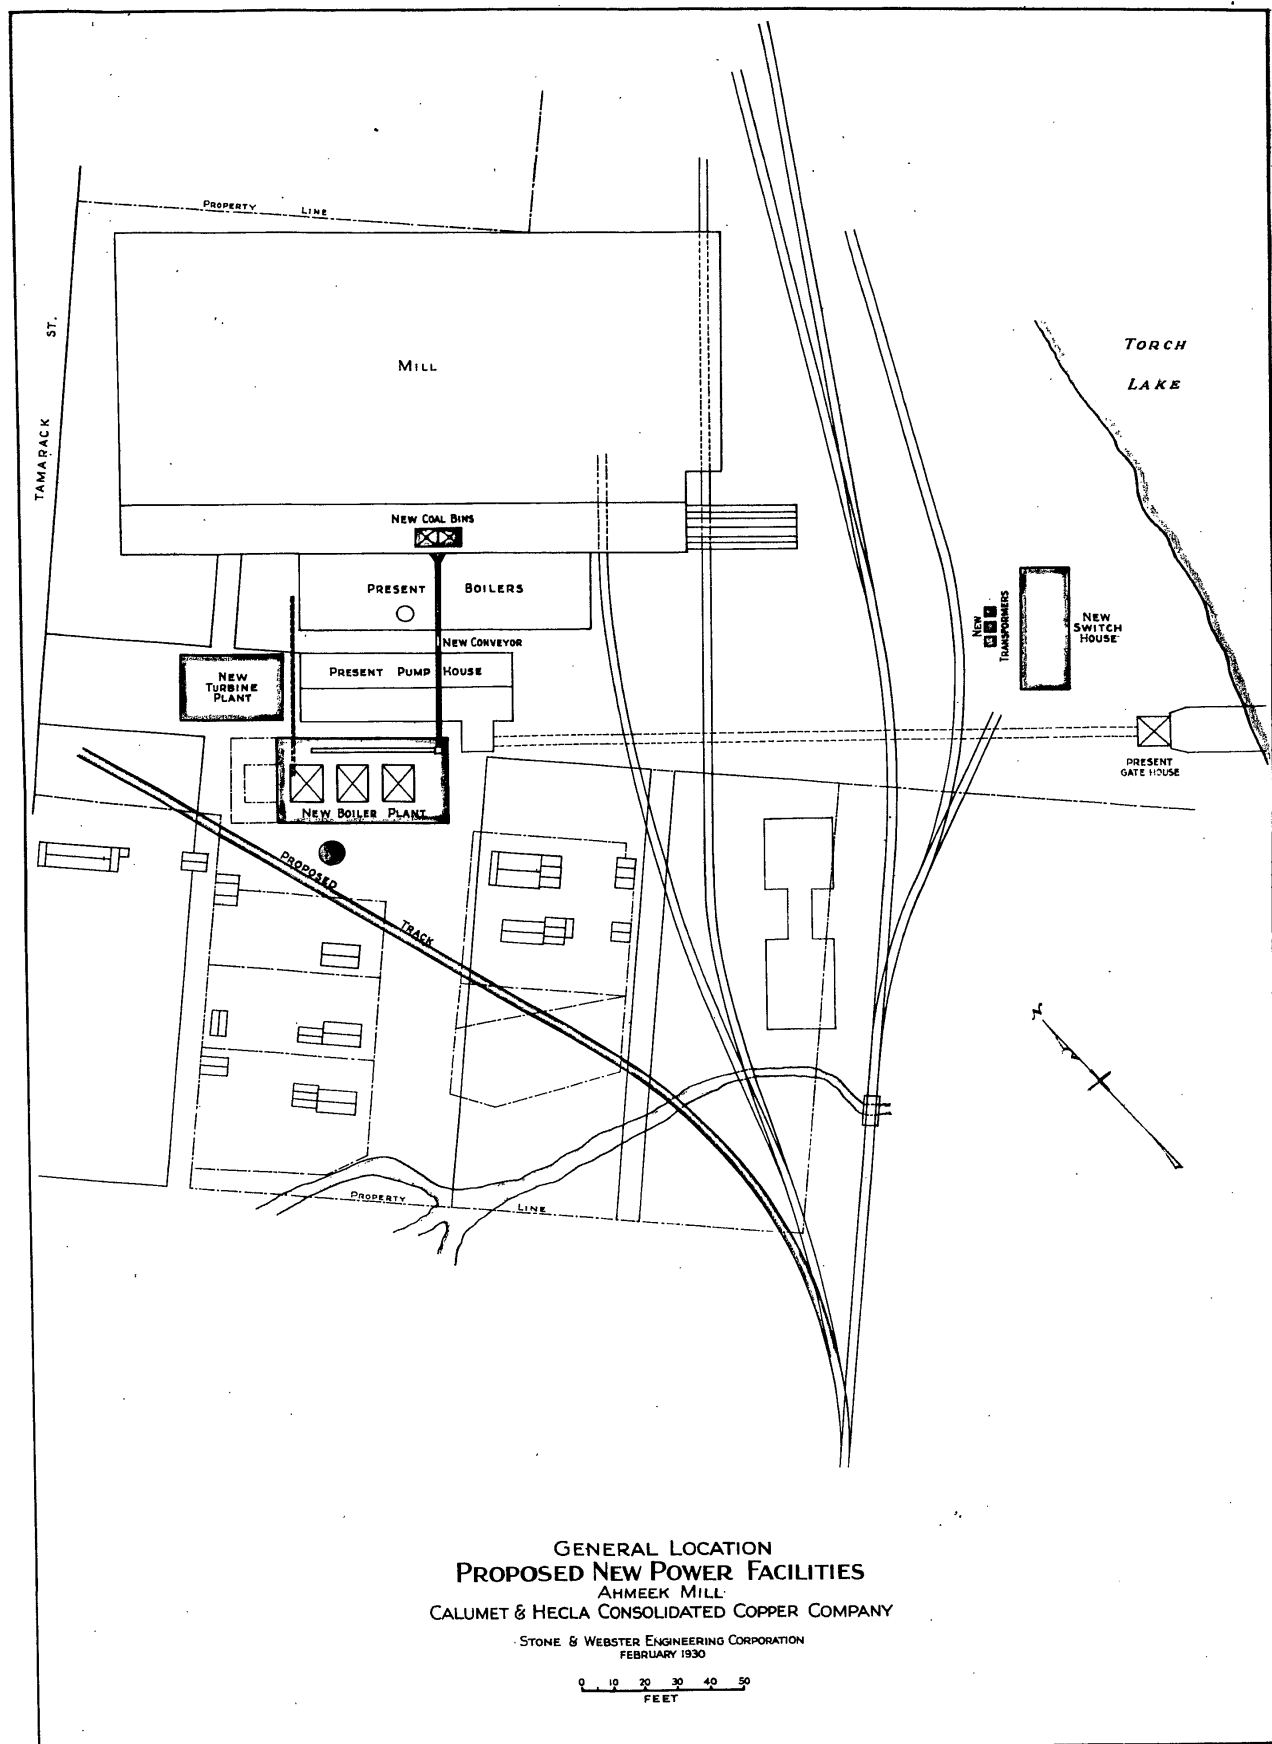 PROPERTY LINE
TAMARACK ST.
TORCH
LAKE
MILL
NEW COAL BINS
PRESENT BOILERS
NEW CONVEYOR
NEW
TRANSFORMERS
NEW
SWITCH
HOUSE
NEW
TURBINE
PLANT
PRESENT PUMP HOUSE
PRESENT
GATE HOUSE
NEW BOILER PLANT
PROPOSED TRACK
N
PROPERTY LINE
GENERAL LOCATION
PROPOSED NEW POWER FACILITIES
AHMEEK MILL
CALUMET & HECLA CONSOLIDATED COPPER COMPANY
STONE & WEBSTER ENGINEERING CORPORATION
FEBRUARY 1930
0 10 20 30 40 50
FEET